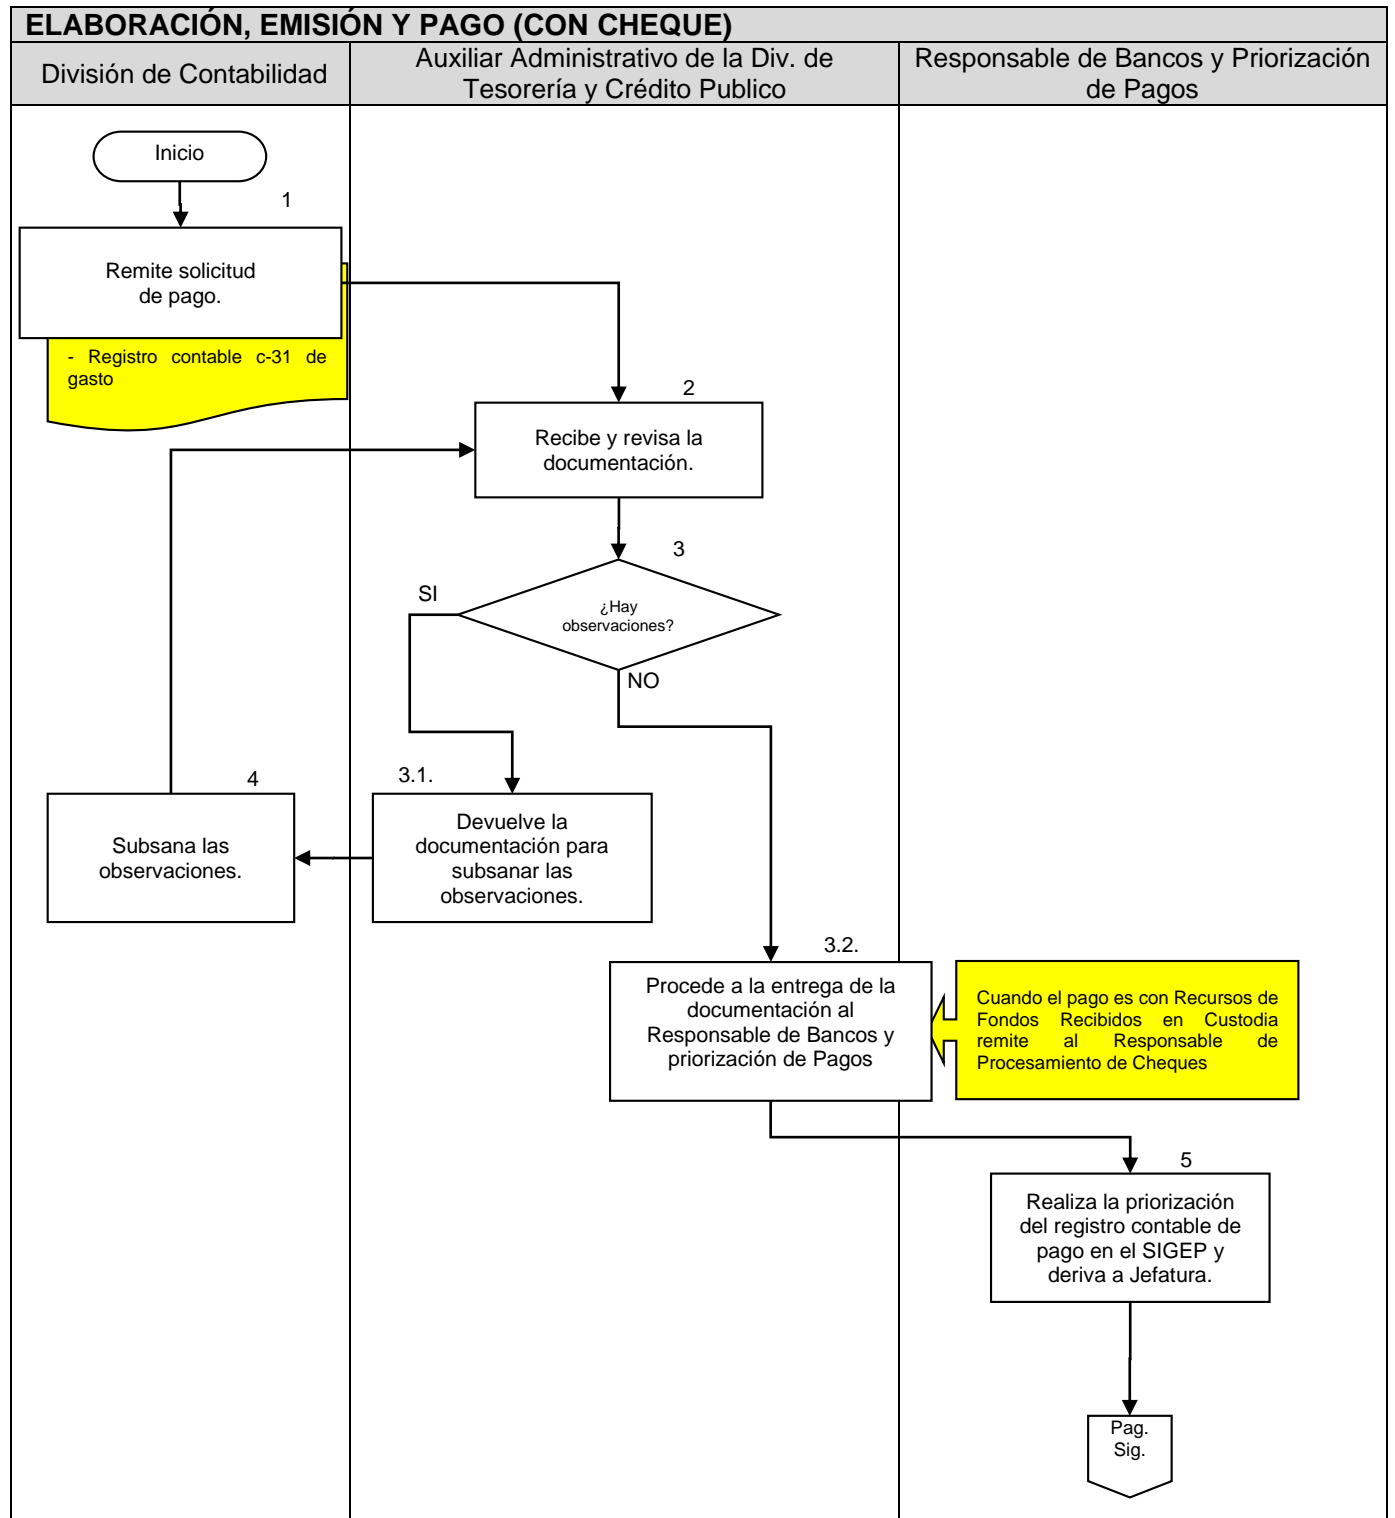 ELABORACIÓN, EMISIÓN Y PAGO (CON CHEQUE)
División de Contabilidad
Auxiliar Administrativo de la Div. de
Tesorería y Crédito Publico
Responsable de Bancos y Priorización
de Pagos
Inicio
1
Remite solicitud
de pago.
- Registro contable c-31 de
gasto
2
Recibe y revisa la
documentación.
3
SI
¿Hay
observaciones?
NO
4
Subsana las
observaciones.
3.1.
Devuelve la
documentación para
subsanar las
observaciones.
3.2.
Procede a la entrega de la
documentación al
Responsable de Bancos y
priorización de Pagos
Cuando el pago es con Recursos de
Fondos Recibidos en Custodia
remite al Responsable de
Procesamiento de Cheques
5
Realiza la priorización
del registro contable de
pago en el SIGEP y
deriva a Jefatura.
Pag.
Sig.